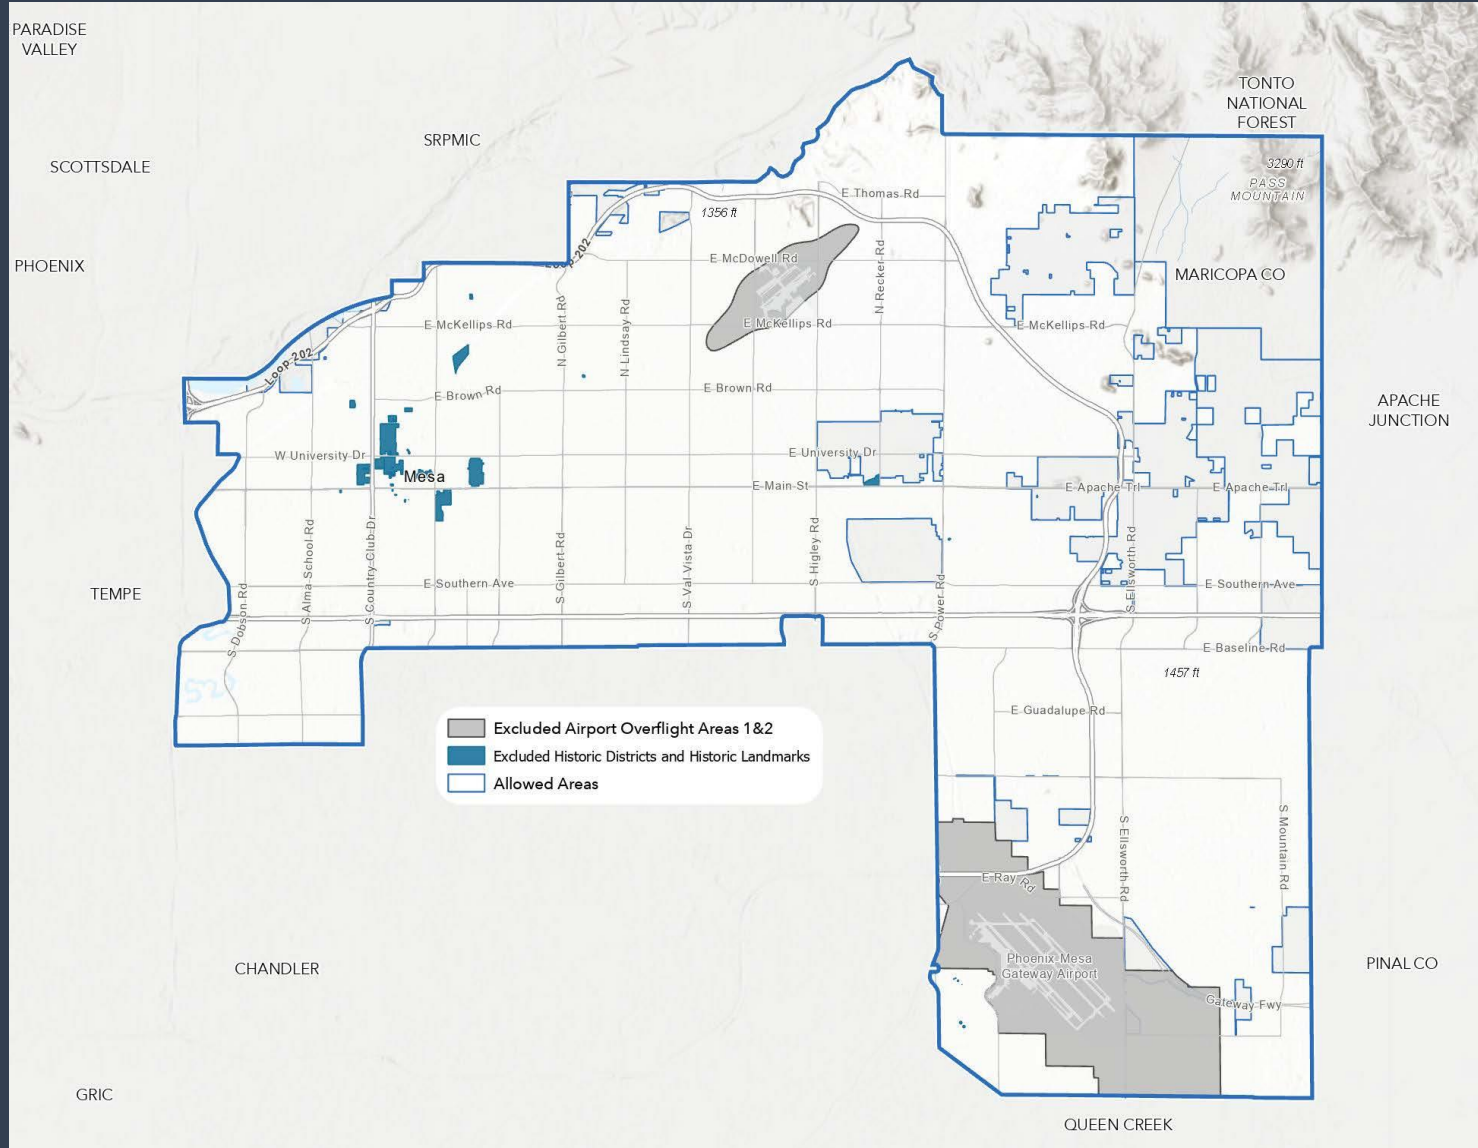 PARADISE
VALLEY
TONTO
NATIONAL
FOREST
SRPMIC
SCOTTSDALE
3290 ft
PASS
MOUNTAIN
E Thomas Rd
1356 ft
Loop 202
E McDowell Rd
N Recker Rd
PHOENIX
MARICOPA CO
E McKellips Rd
E McKellips Rd
E McKellips Rd
N Gilbert Rd
N Lindsay Rd
Loop 202
E Brown Rd
E Brown Rd
APACHE
JUNCTION
W University Dr
E University Dr
Mesa
E Main St
E Apache Trl
E Apache Trl
S Alma School Rd
S Country Club Dr
S Gilbert Rd
S Val Vista Dr
S Higley Rd
S Ellsworth Rd
TEMPE
E Southern Ave
E Southern Ave
S Dobson Rd
S Power Rd
E Baseline Rd
1457 ft
E Guadalupe Rd
Excluded Airport Overflight Areas 1&2
Excluded Historic Districts and Historic Landmarks
Allowed Areas
S Ellsworth Rd
S Mountain Rd
E Ray Rd
Phoenix-Mesa
Gateway Airport
CHANDLER
PINAL CO
Gateway Fwy
GRIC
QUEEN CREEK